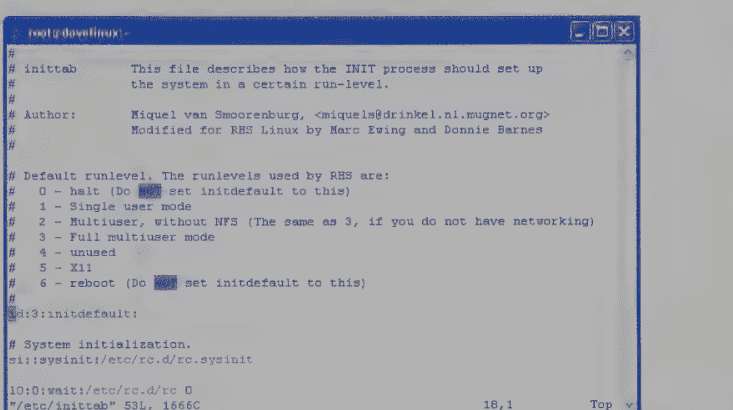 root@davelinux:~
#
# inittab       This file describes how the INIT process should set up
#               the system in a certain run-level.
#
# Author:       Miquel van Smoorenburg, <miquels@drinkel.nl.mugnet.org>
#               Modified for RHS Linux by Marc Ewing and Donnie Barnes
#
# Default runlevel. The runlevels used by RHS are:
#   0 - halt (Do set initdefault to this)
#   1 - Single user mode
#   2 - Multiuser, without NFS (The same as 3, if you do not have networking)
#   3 - Full multiuser mode
#   4 - unused
#   5 - X11
#   6 - reboot (Do set initdefault to this)
#
id:3:initdefault:
# System initialization.
si::sysinit:/etc/rc.d/rc.sysinit
l0:0:wait:/etc/rc.d/rc 0
"/etc/inittab" 53L, 1666C 18,1 Top